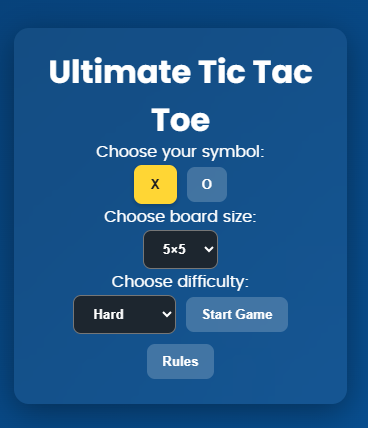 Ultimate Tic Tac
Toe
Choose your symbol:
X O
Choose board size:
5×5
Choose difficulty:
Hard Start Game
Rules